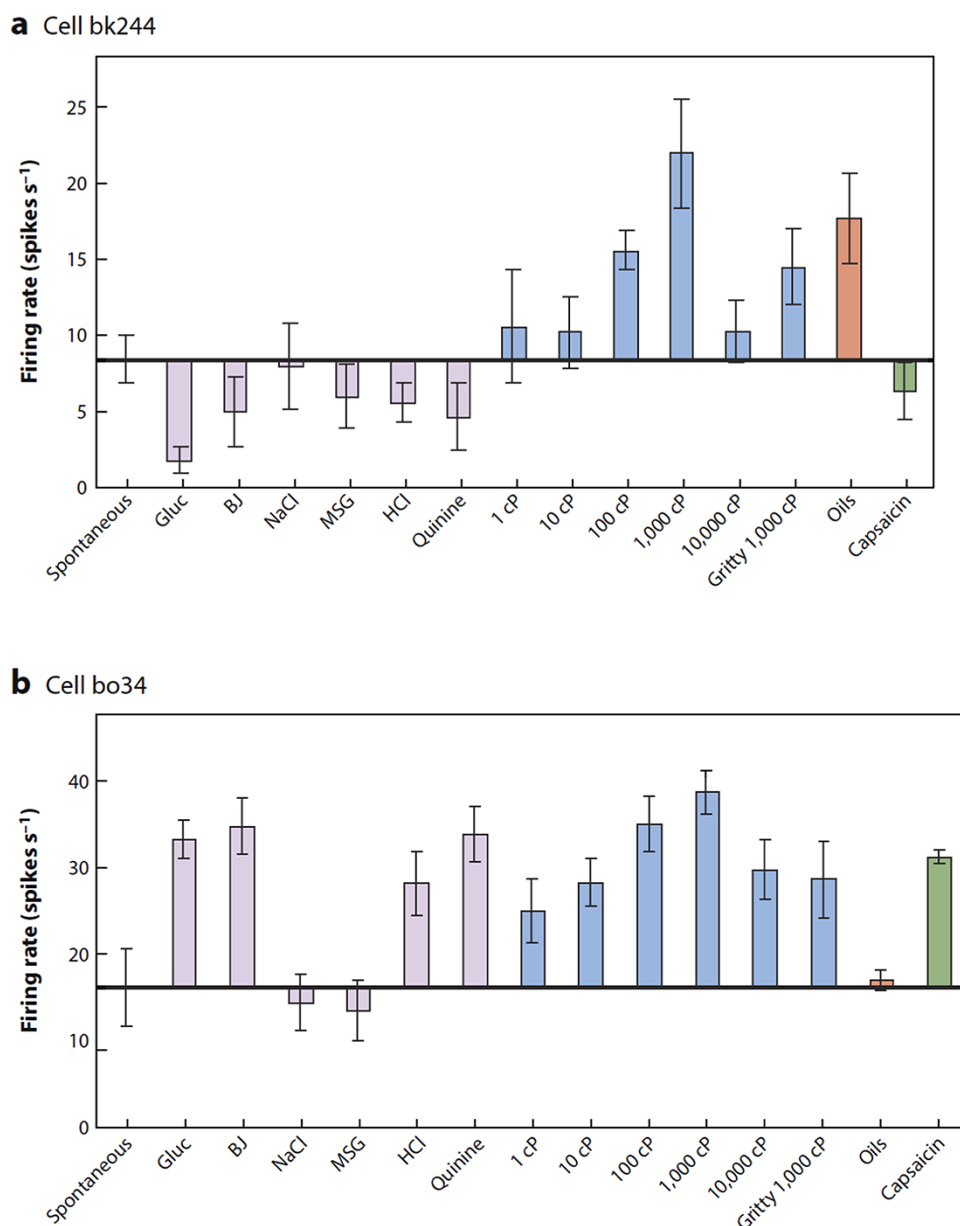 a Cell bk244
Firing rate (spikes s⁻¹)
25
20
15
10
5
0
Spontaneous
Gluc
BJ
NaCl
MSG
HCl
Quinine
1 cP
10 cP
100 cP
1,000 cP
10,000 cP
Gritty 1,000 cP
Oils
Capsaicin
b Cell bo34
Firing rate (spikes s⁻¹)
40
30
20
10
0
Spontaneous
Gluc
BJ
NaCl
MSG
HCl
Quinine
1 cP
10 cP
100 cP
1,000 cP
10,000 cP
Gritty 1,000 cP
Oils
Capsaicin